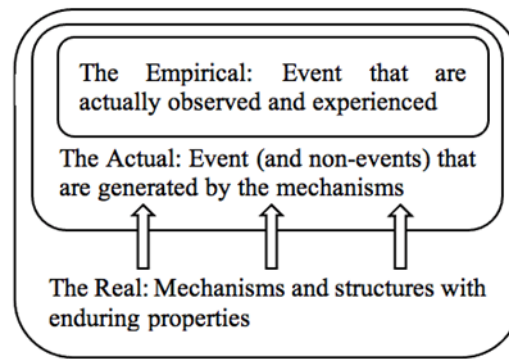 The Empirical: Event that are
actually observed and experienced
The Actual: Event (and non-events) that
are generated by the mechanisms
The Real: Mechanisms and structures with
enduring properties